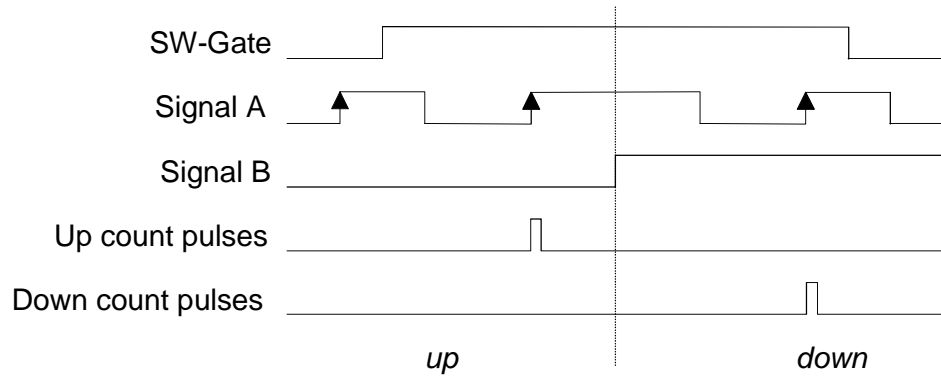 SW-Gate
Signal A
Signal B
Up count pulses
Down count pulses
up
down